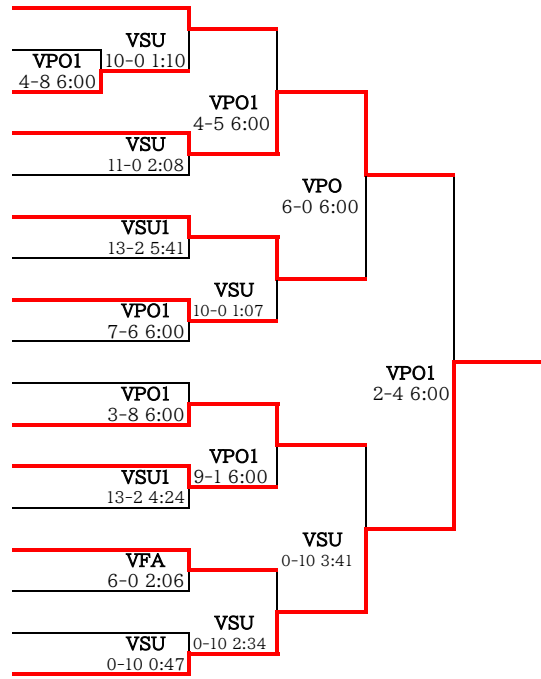 VSU
10-0 1:10
VPO1
4-8 6:00
VPO1
4-5 6:00
VSU
11-0 2:08
VPO
6-0 6:00
VSU1
13-2 5:41
VSU
10-0 1:07
VPO1
7-6 6:00
VPO1
2-4 6:00
VPO1
3-8 6:00
VPO1
9-1 6:00
VSU1
13-2 4:24
VSU
0-10 3:41
VFA
6-0 2:06
VSU
0-10 2:34
VSU
0-10 0:47